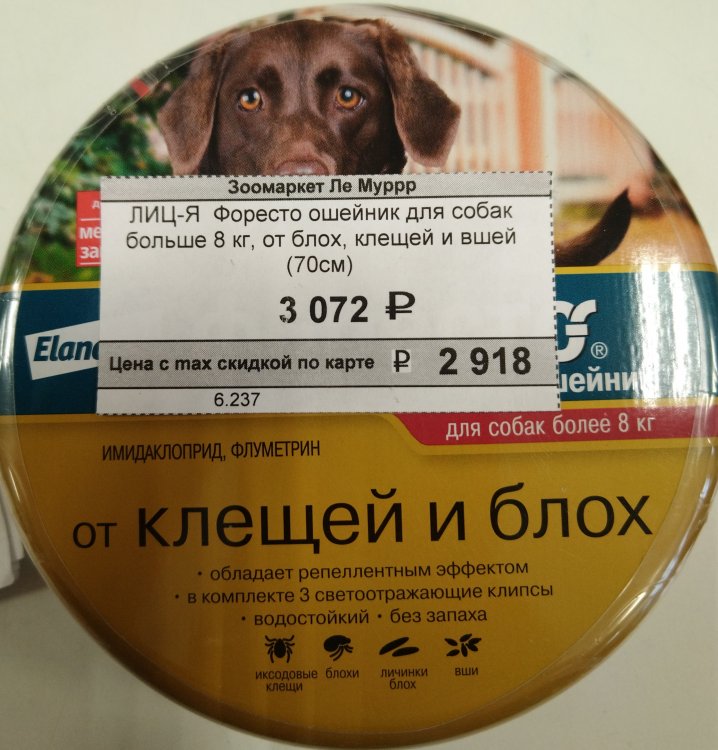 Зоомаркет Ле Муррр
ЛИЦ-Я Форесто ошейник для собак
больше 8 кг, от блох, клещей и вшей
(70см)
3 072 ₽
Цена с max скидкой по карте ₽ 2 918
6.237
®
для собак более 8 кг
ИМИДАКЛОПРИД, ФЛУМЕТРИН
от клещей и блох
• обладает репеллентным эффектом
• в комплекте 3 светоотражающие клипсы
• водостойкий • без запаха
иксодовые клещи
блохи
личинки блох
вши